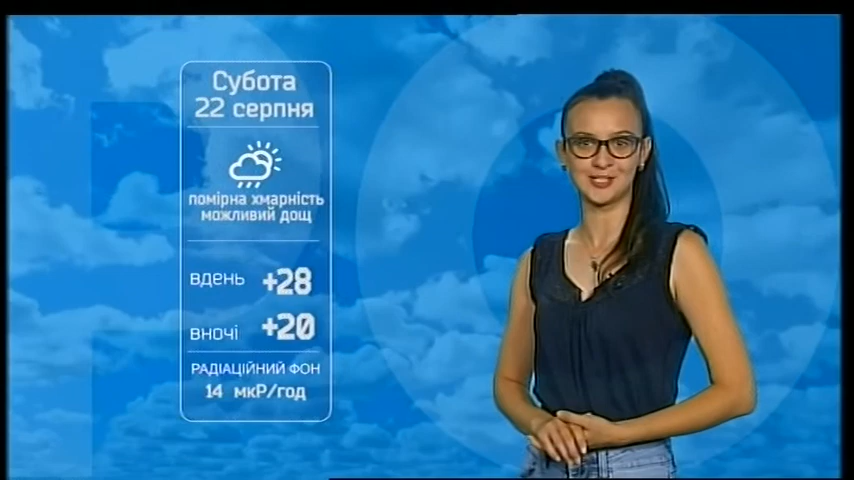 Субота
22 серпня
помірна хмарність
можливий дощ
вдень +28
вночі +20
РАДІАЦІЙНИЙ ФОН
14 мкР/год